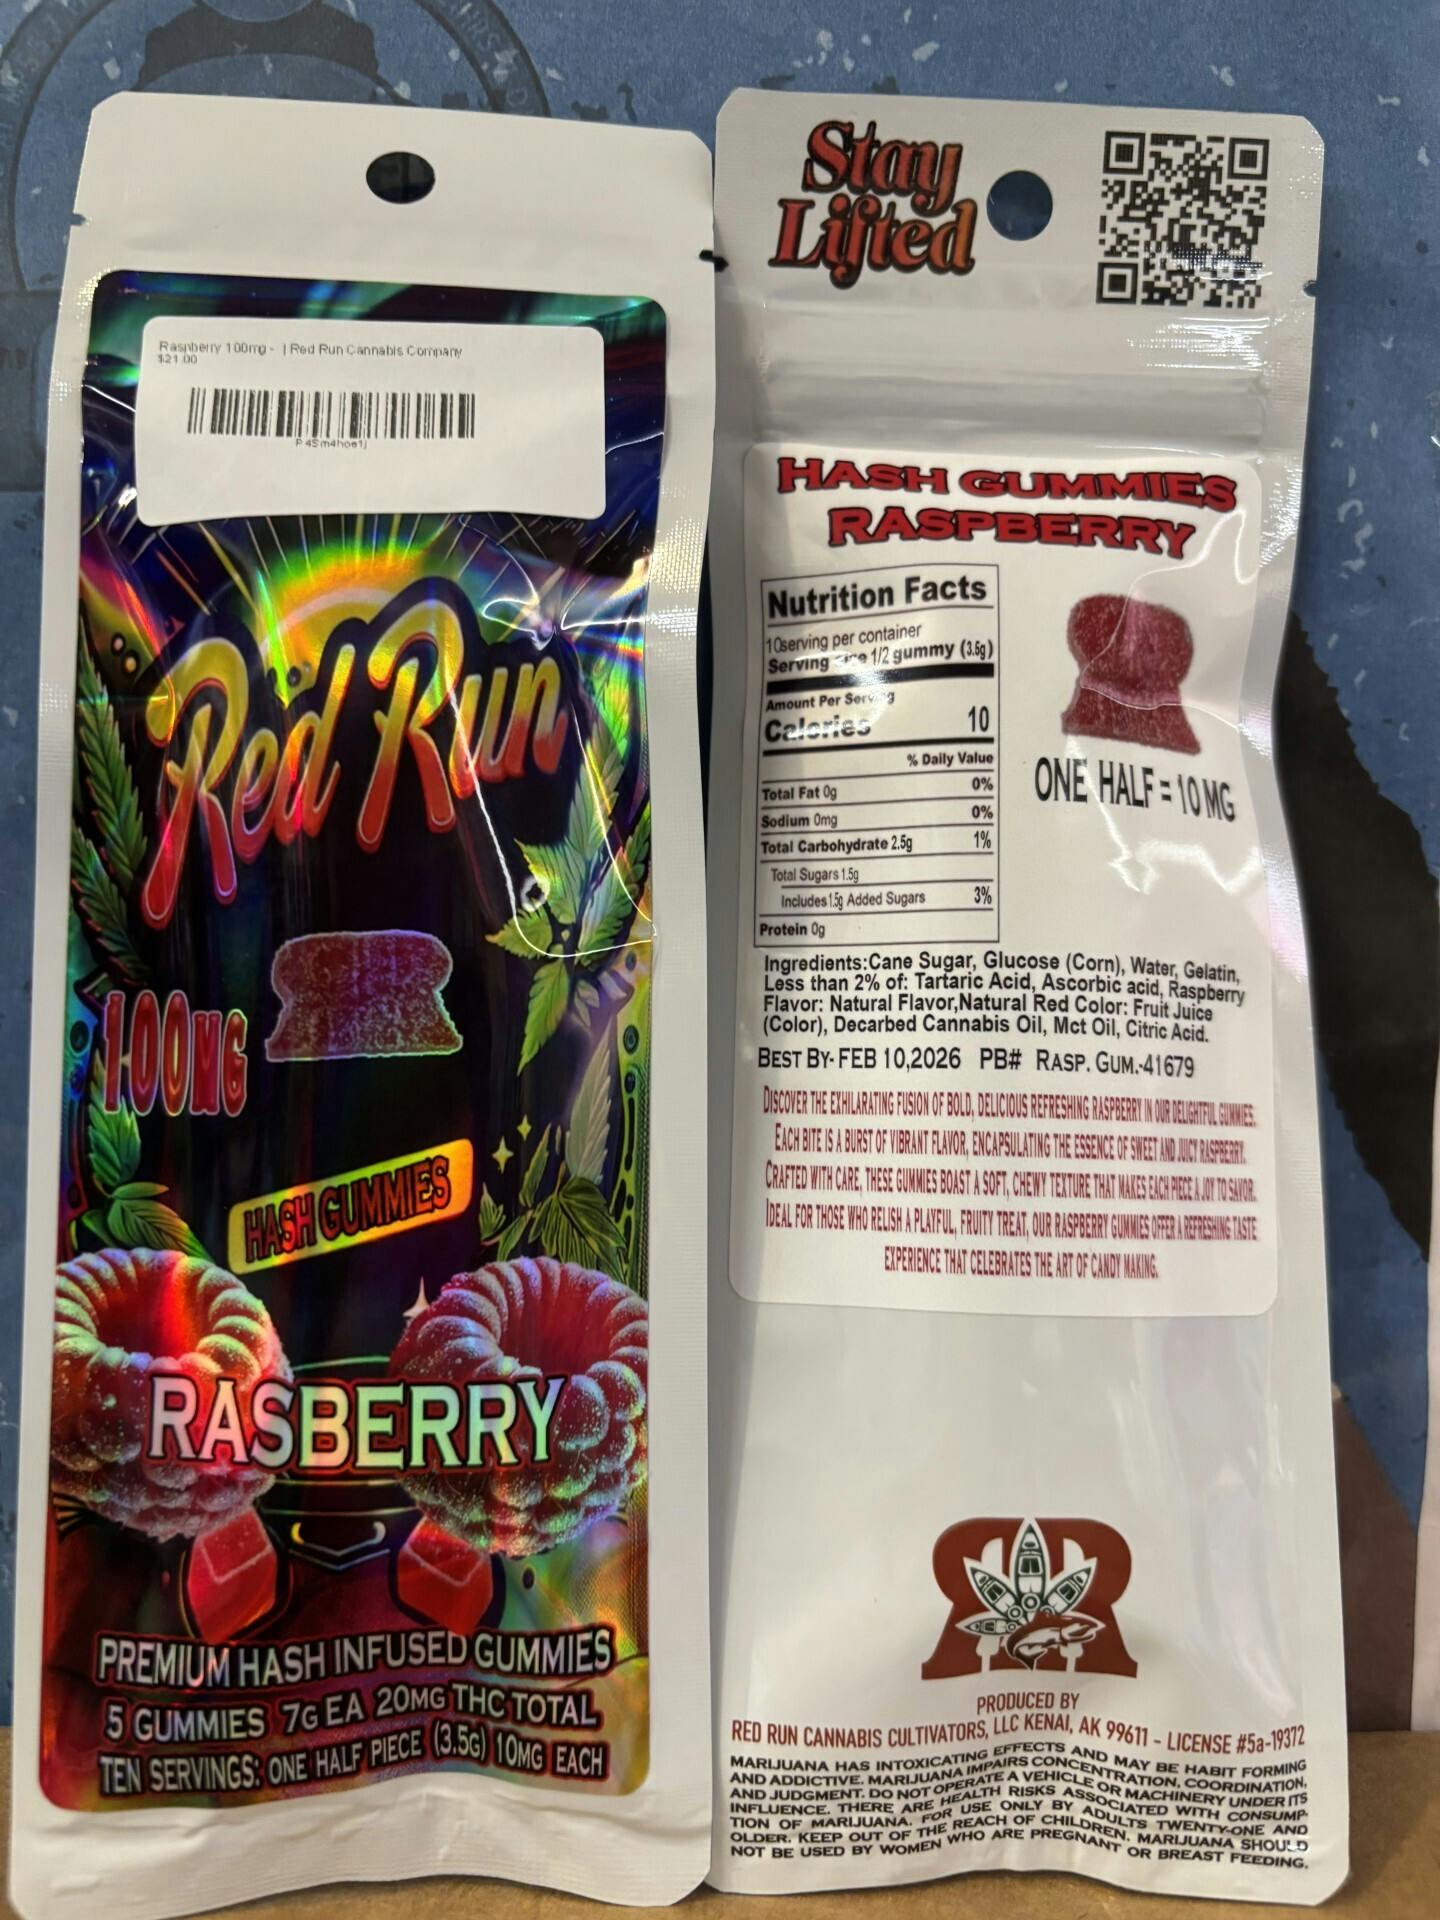 Raspberry 100mg - | Red Run Cannabis Company
$21.00
Red Run
100MG
HASH GUMMIES
RASBERRY
PREMIUM HASH INFUSED GUMMIES
5 GUMMIES 7G EA 20MG THC TOTAL
TEN SERVINGS: ONE HALF PIECE (3.5G) 10MG EACH
Stay
Lifted
HASH GUMMIES
RASPBERRY
Nutrition Facts
10serving per container
Serving size 1/2 gummy (3.5g)
Amount Per Serving
Calories 10
% Daily Value
Total Fat 0g 0%
Sodium 0mg 0%
Total Carbohydrate 2.5g 1%
Total Sugars 1.5g
Includes 1.5g Added Sugars 3%
Protein 0g
ONE HALF = 10 MG
Ingredients:Cane Sugar, Glucose (Corn), Water, Gelatin,
Less than 2% of: Tartaric Acid, Ascorbic acid, Raspberry
Flavor: Natural Flavor,Natural Red Color: Fruit Juice
(Color), Decarbed Cannabis Oil, Mct Oil, Citric Acid.
BEST BY- FEB 10,2026 PB# RASP. GUM.-41679
DISCOVER THE EXHILARATING FUSION OF BOLD, DELICIOUS REFRESHING RASPBERRY IN OUR DELIGHTFUL GUMMIES.
EACH BITE IS A BURST OF VIBRANT FLAVOR, ENCAPSULATING THE ESSENCE OF SWEET AND JUICY RASPBERRY.
CRAFTED WITH CARE, THESE GUMMIES BOAST A SOFT, CHEWY TEXTURE THAT MAKES EACH PIECE A JOY TO SAVOR.
IDEAL FOR THOSE WHO RELISH A PLAYFUL, FRUITY TREAT, OUR RASPBERRY GUMMIES OFFER A REFRESHING TASTE
EXPERIENCE THAT CELEBRATES THE ART OF CANDY MAKING.
PRODUCED BY
RED RUN CANNABIS CULTIVATORS, LLC KENAI, AK 99611 - LICENSE #5a-19372
MARIJUANA HAS INTOXICATING EFFECTS AND MAY BE HABIT FORMING
AND ADDICTIVE. MARIJUANA IMPAIRS CONCENTRATION, COORDINATION,
AND JUDGMENT. DO NOT OPERATE A VEHICLE OR MACHINERY UNDER ITS
INFLUENCE. THERE ARE HEALTH RISKS ASSOCIATED WITH CONSUMP-
TION OF MARIJUANA. FOR USE ONLY BY ADULTS TWENTY-ONE AND
OLDER. KEEP OUT OF THE REACH OF CHILDREN. MARIJUANA SHOULD
NOT BE USED BY WOMEN WHO ARE PREGNANT OR BREAST FEEDING.